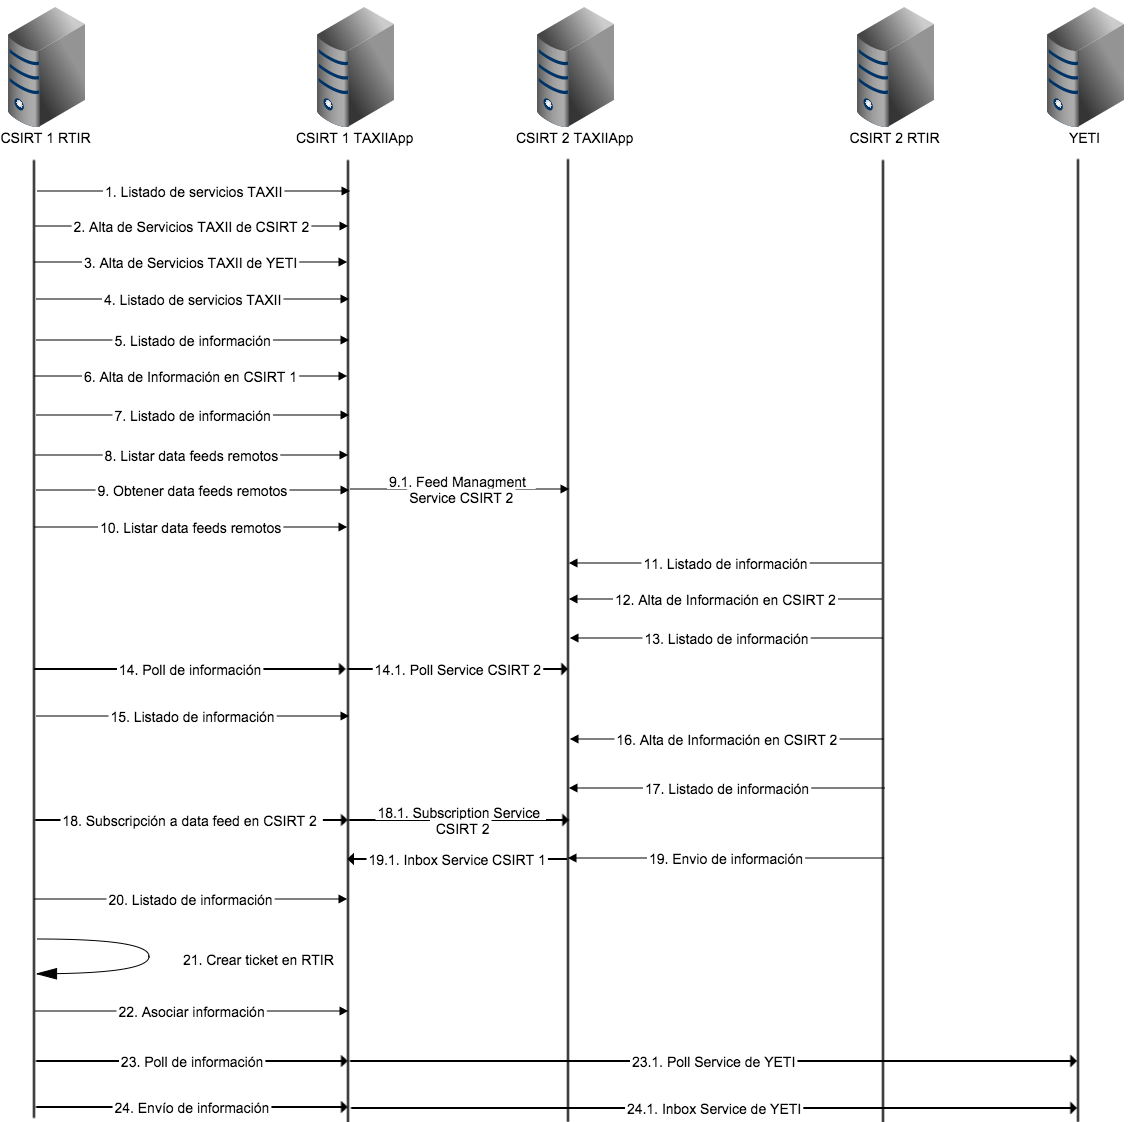 CSIRT 1 RTIR
CSIRT 1 TAXIIApp
CSIRT 2 TAXIIApp
CSIRT 2 RTIR
YETI
1. Listado de servicios TAXII
2. Alta de Servicios TAXII de CSIRT 2
3. Alta de Servicios TAXII de YETI
4. Listado de servicios TAXII
5. Listado de información
6. Alta de Información en CSIRT 1
7. Listado de información
8. Listar data feeds remotos
9. Obtener data feeds remotos
9.1. Feed Managment
Service CSIRT 2
10. Listar data feeds remotos
11. Listado de información
12. Alta de Información en CSIRT 2
13. Listado de información
14. Poll de información
14.1. Poll Service CSIRT 2
15. Listado de información
16. Alta de Información en CSIRT 2
17. Listado de información
18. Subscripción a data feed en CSIRT 2
18.1. Subscription Service
CSIRT 2
19.1. Inbox Service CSIRT 1
19. Envio de información
20. Listado de información
21. Crear ticket en RTIR
22. Asociar información
23. Poll de información
23.1. Poll Service de YETI
24. Envío de información
24.1. Inbox Service de YETI